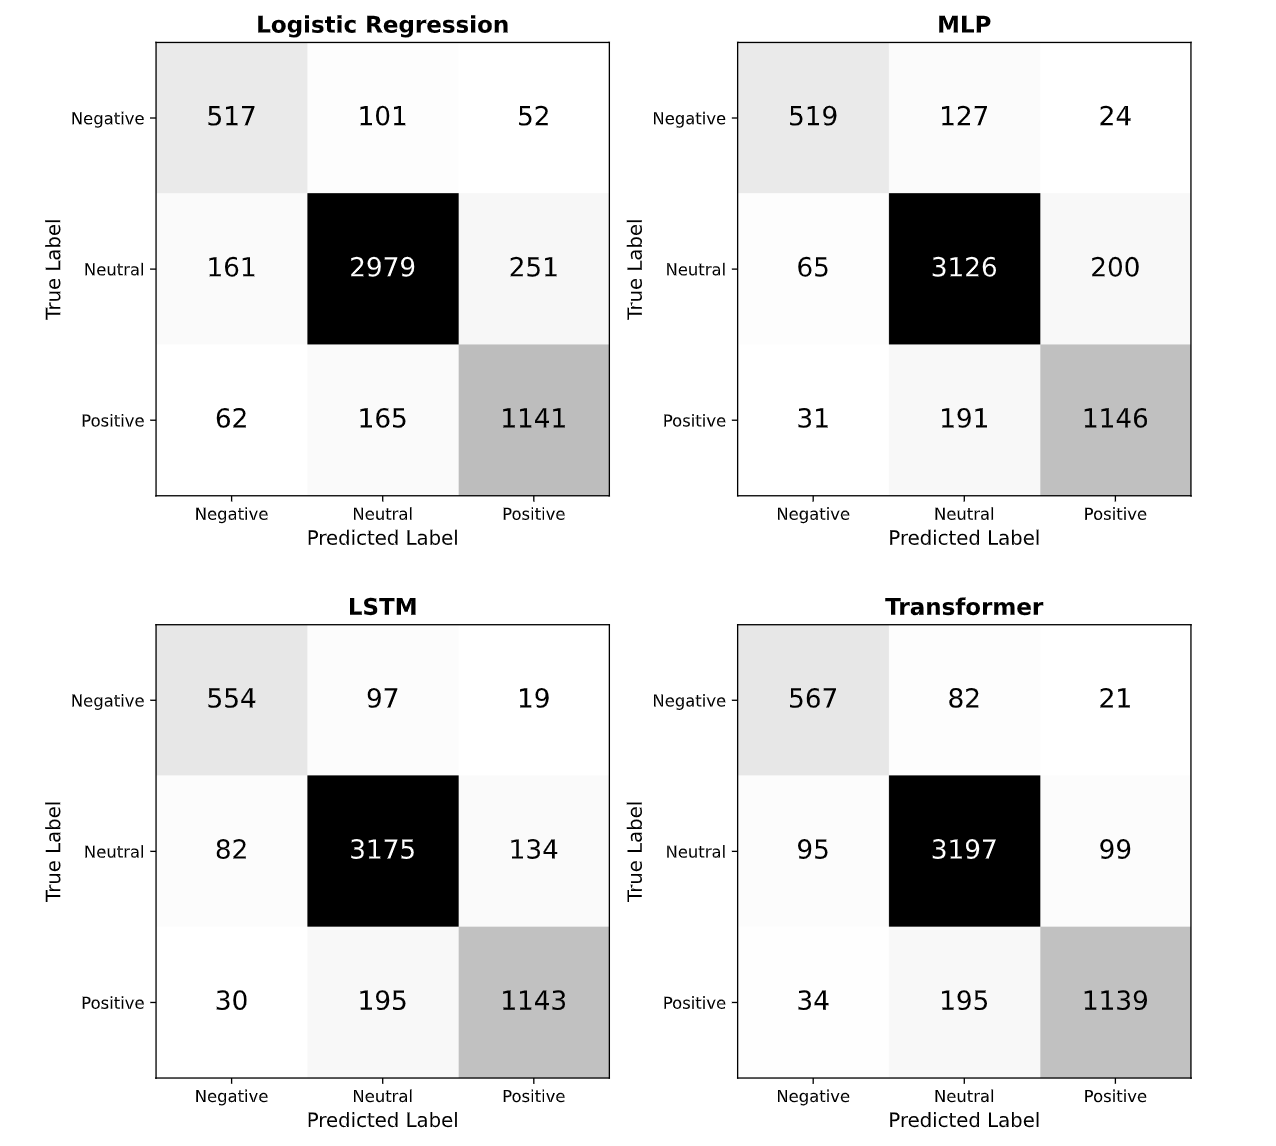 Logistic Regression
Negative 517 101 52
Neutral 161 2979 251
Positive 62 165 1141
True Label
Negative Neutral Positive
Predicted Label
MLP
Negative 519 127 24
Neutral 65 3126 200
Positive 31 191 1146
True Label
Negative Neutral Positive
Predicted Label
LSTM
Negative 554 97 19
Neutral 82 3175 134
Positive 30 195 1143
True Label
Negative Neutral Positive
Predicted Label
Transformer
Negative 567 82 21
Neutral 95 3197 99
Positive 34 195 1139
True Label
Negative Neutral Positive
Predicted Label